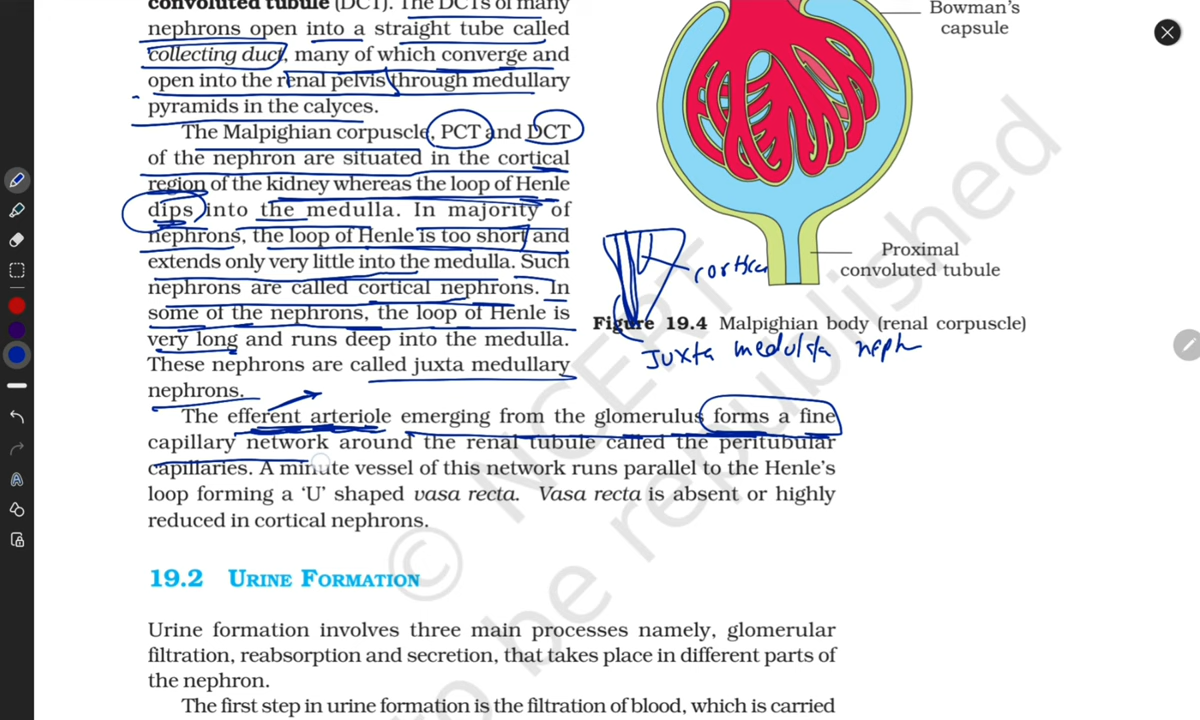 convoluted tubule (DCT). The DCTs of many
nephrons open into a straight tube called
collecting duct, many of which converge and
open into the renal pelvis through medullary
pyramids in the calyces.
The Malpighian corpuscle, PCT and DCT
of the nephron are situated in the cortical
region of the kidney whereas the loop of Henle
dips into the medulla. In majority of
nephrons, the loop of Henle is too short and
extends only very little into the medulla. Such
nephrons are called cortical nephrons. In
some of the nephrons, the loop of Henle is
very long and runs deep into the medulla.
These nephrons are called juxta medullary
nephrons.
Bowman's
capsule
Proximal
convoluted tubule
Figure 19.4 Malpighian body (renal corpuscle)
Juxta neph
The efferent arteriole emerging from the glomerulus forms a fine
capillary network around the renal tubule called the peritubular
capillaries. A minute vessel of this network runs parallel to the Henle's
loop forming a ‘U’ shaped vasa recta. Vasa recta is absent or highly
reduced in cortical nephrons.
19.2 URINE FORMATION
Urine formation involves three main processes namely, glomerular
filtration, reabsorption and secretion, that takes place in different parts of
the nephron.
The first step in urine formation is the filtration of blood, which is carried
© NCERT
to be republished